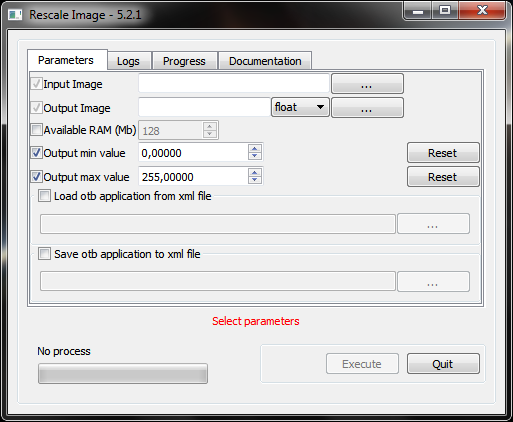 Rescale Image - 5.2.1
Parameters Logs Progress Documentation
Input Image ...
Output Image float ...
Available RAM (Mb) 128
Output min value 0,00000 Reset
Output max value 255,00000 Reset
Load otb application from xml file
...
Save otb application to xml file
...
Select parameters
No process
Execute Quit